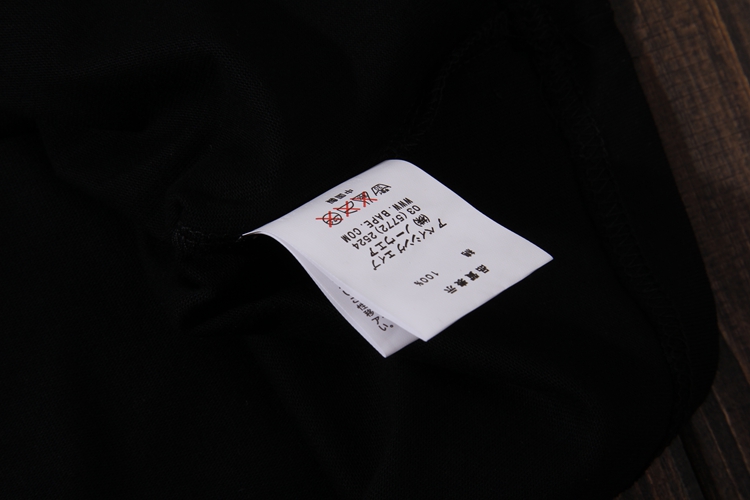 品質表示
綿 100%
ア ベイシング エイプ
(株) ノーウェア
03(5772)2524
WWW.BAPE.COM
中国製